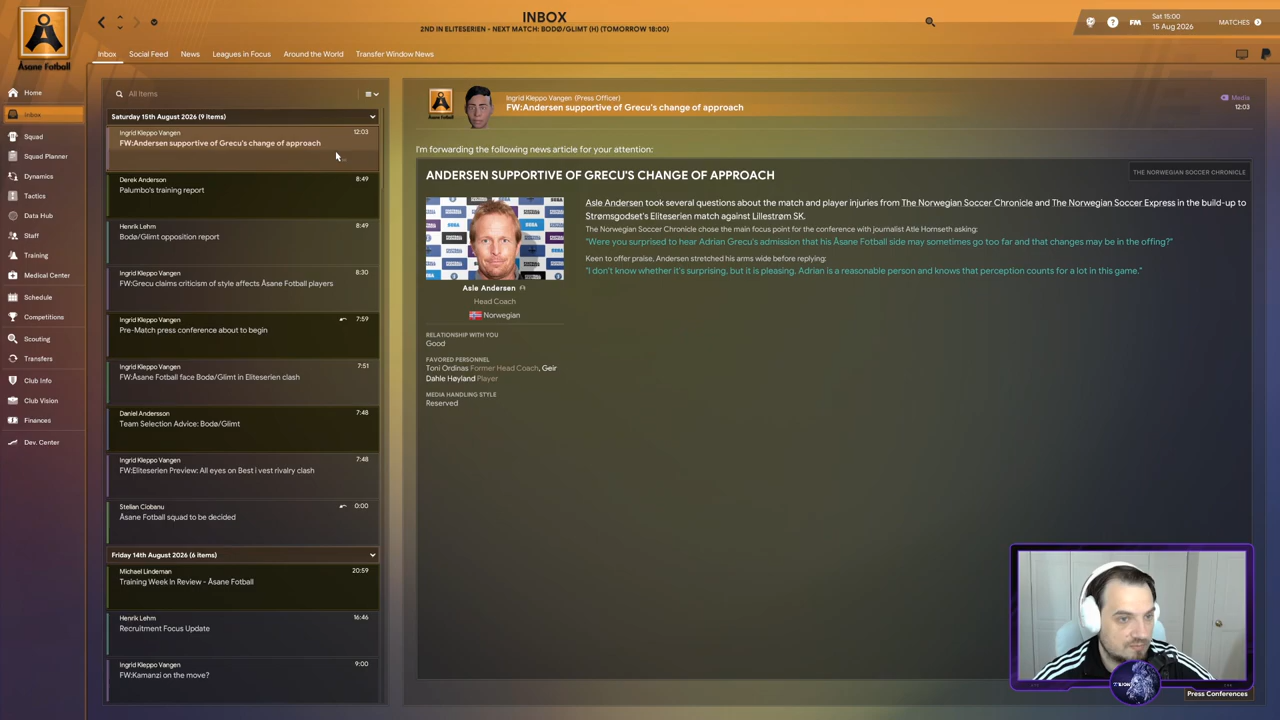 INBOX
2ND IN ELITESERIEN - NEXT MATCH: BODØ/GLIMT (H) (TOMORROW 18:00)
FM
Sat 15:00
15 Aug 2026
MATCHES
Åsane Fotball
Inbox
Social Feed
News
Leagues in Focus
Around the World
Transfer Window News
Home
Inbox
Squad
Squad Planner
Dynamics
Tactics
Data Hub
Staff
Training
Medical Center
Schedule
Competitions
Scouting
Transfers
Club Info
Club Vision
Finances
Dev. Center
All Items
Saturday 15th August 2026 (9 items)
Ingrid Kleppo Vangen 12:03
FW:Andersen supportive of Grecu's change of approach
Derek Anderson 8:49
Palumbo's training report
Henrik Lehm 8:49
Bodø/Glimt opposition report
Ingrid Kleppo Vangen 8:30
FW:Grecu claims criticism of style affects Åsane Fotball players
Ingrid Kleppo Vangen 7:59
Pre-Match press conference about to begin
Ingrid Kleppo Vangen 7:51
FW:Åsane Fotball face Bodø/Glimt in Eliteserien clash
Daniel Andersson 7:48
Team Selection Advice: Bodø/Glimt
Ingrid Kleppo Vangen 7:48
FW:Eliteserien Preview: All eyes on Best i vest rivalry clash
Stelian Ciobanu 0:00
Åsane Fotball squad to be decided
Friday 14th August 2026 (6 items)
Michael Lindeman 20:59
Training Week In Review - Åsane Fotball
Henrik Lehm 16:46
Recruitment Focus Update
Ingrid Kleppo Vangen 9:00
FW:Kamanzi on the move?
Åsane Fotball
Ingrid Kleppo Vangen (Press Officer)
FW:Andersen supportive of Grecu's change of approach
Media
12:03
I'm forwarding the following news article for your attention:
ANDERSEN SUPPORTIVE OF GRECU'S CHANGE OF APPROACH
THE NORWEGIAN SOCCER CHRONICLE
Asle Andersen
Head Coach
Norwegian
RELATIONSHIP WITH YOU
Good
FAVORED PERSONNEL
Toni Ordinas Former Head Coach, Geir
Dahle Høyland Player
MEDIA HANDLING STYLE
Reserved
Asle Andersen took several questions about the match and player injuries from The Norwegian Soccer Chronicle and The Norwegian Soccer Express in the build-up to
Strømsgodset's Eliteserien match against Lillestrøm SK.
The Norwegian Soccer Chronicle chose the main focus point for the conference with journalist Atle Homseth asking:
"Were you surprised to hear Adrian Grecu's admission that his Åsane Fotball side may sometimes go too far and that changes may be in the offing?"
Keen to offer praise, Andersen stretched his arms wide before replying:
"I don't know whether it's surprising, but it is pleasing. Adrian is a reasonable person and knows that perception counts for a lot in this game."
Press Conferences